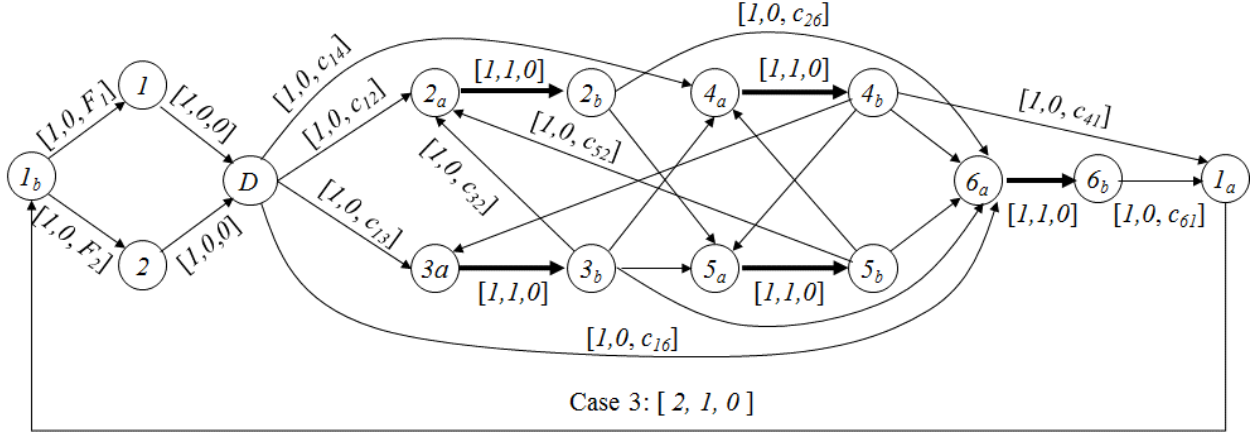 [1,0, c26]
[1,0, c14]
[1,1,0]
[1,1,0]
1
2a
2b
4a
4b
[1,0, F1]
[1,0,0]
[1,0, c12]
[1,0, c52]
[1,0, c41]
1b
D
[1,0, c32]
6a
6b
1a
[1,0, F2]
[1,0,0]
[1,0, c13]
[1,1,0]
[1,0, c61]
2
3a
3b
5a
5b
[1,1,0]
[1,1,0]
[1,0, c16]
Case 3: [ 2, 1, 0 ]